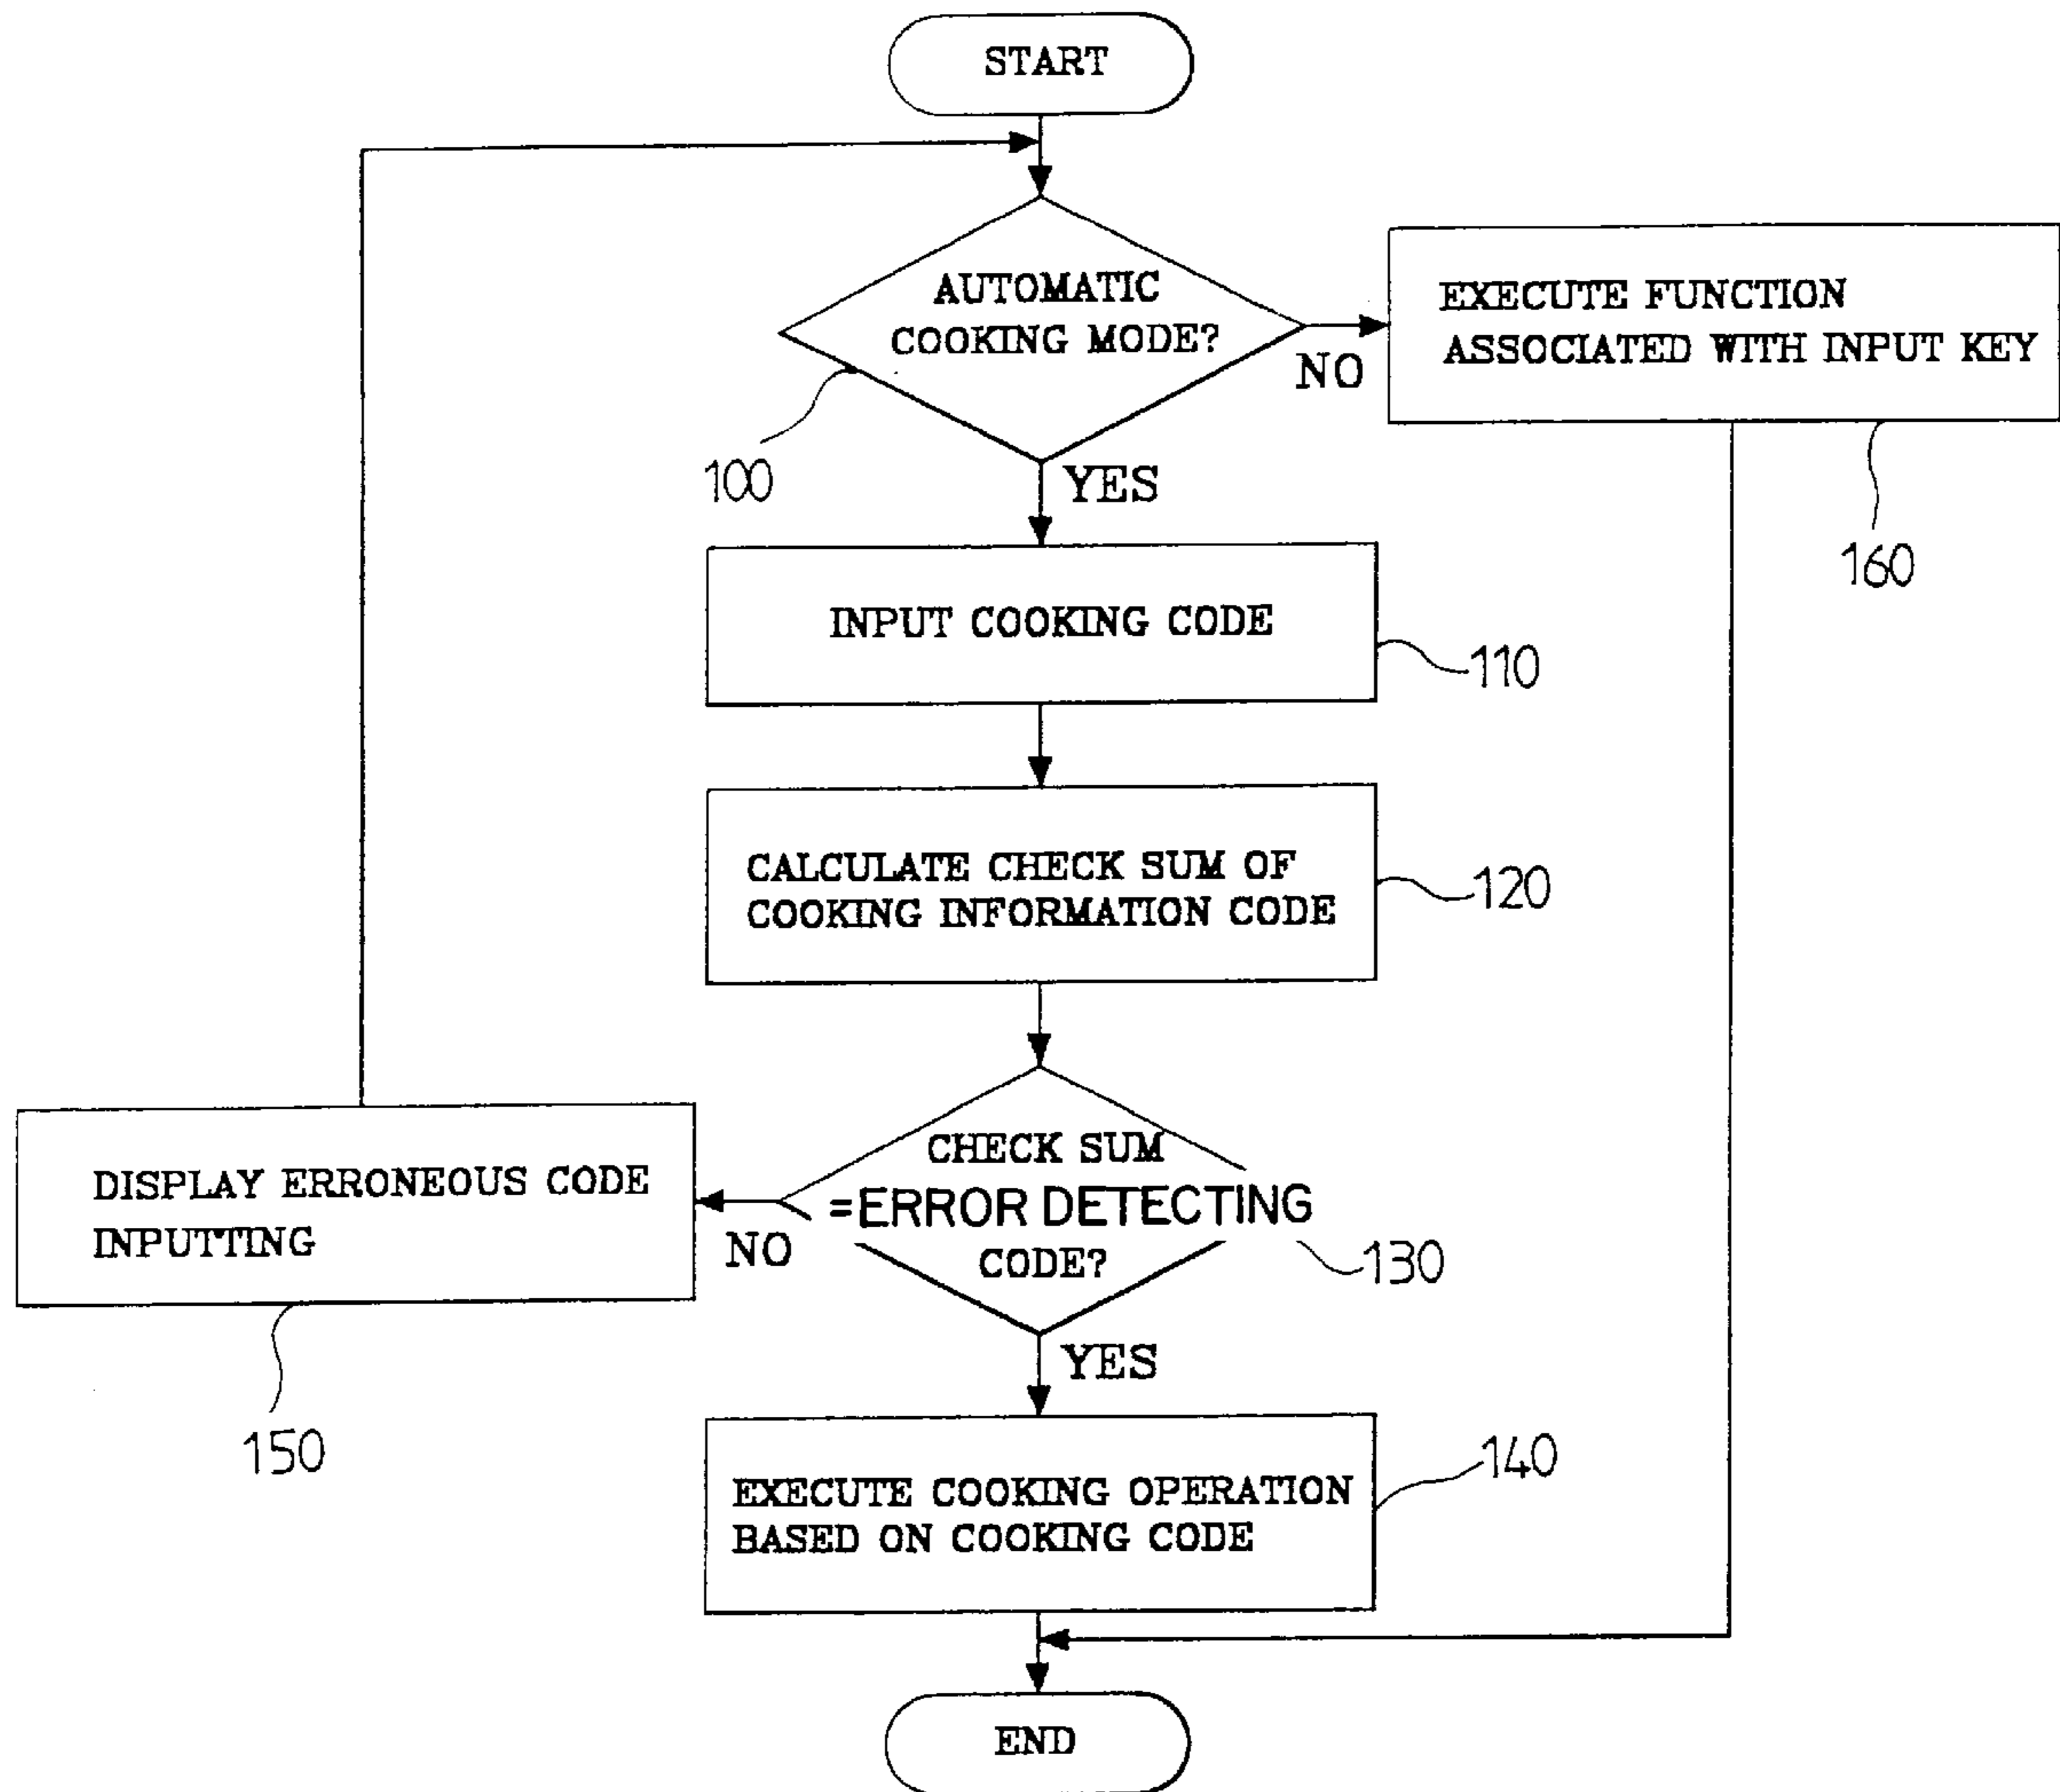 START
AUTOMATIC
COOKING MODE?
100
NO
YES
EXECUTE FUNCTION
ASSOCIATED WITH INPUT KEY
160
INPUT COOKING CODE
110
CALCULATE CHECK SUM OF
COOKING INFORMATION CODE
120
CHECK SUM
=ERROR DETECTING
CODE?
130
NO
YES
DISPLAY ERRONEOUS CODE
INPUTTING
150
EXECUTE COOKING OPERATION
BASED ON COOKING CODE
140
END